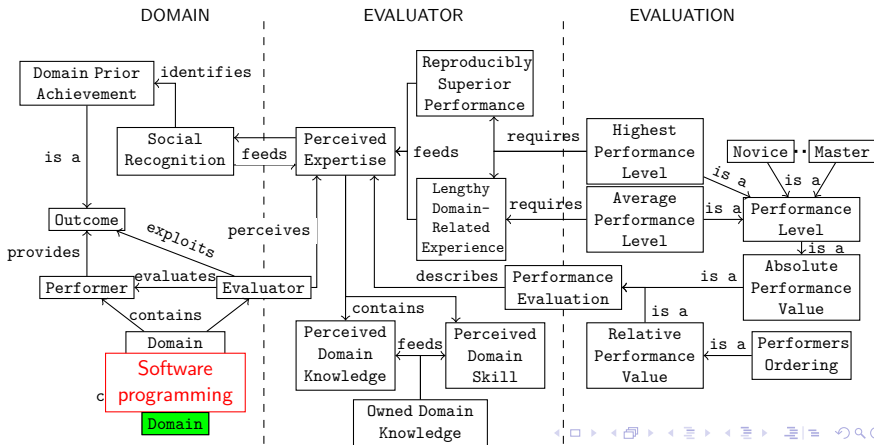 DOMAIN
EVALUATOR
EVALUATION
Domain Prior
Achievement
identifies
Social
Recognition
feeds
Perceived
Expertise
feeds
Reproducibly
Superior
Performance
Lengthy
Domain-
Related
Experience
requires
requires
Highest
Performance
Level
Average
Performance
Level
Novice
..
Master
is a
is a
is a
is a
Performance
Level
is a
is a
Outcome
provides
exploits
perceives
Performer
evaluates
Evaluator
contains
describes
Performance
Evaluation
is a
Absolute
Performance
Value
is a
Relative
Performance
Value
is a
Performers
Ordering
contains
Perceived
Domain
Knowledge
feeds
Perceived
Domain
Skill
Owned Domain
Knowledge
Domain
Software
programming
c
Domain